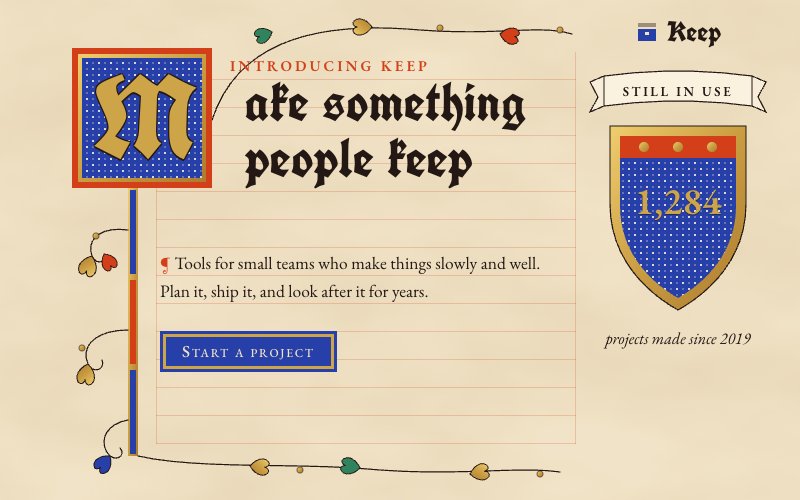 Keep
INTRODUCING KEEP
Make something
people keep
¶ Tools for small teams who make things slowly and well.
Plan it, ship it, and look after it for years.
START A PROJECT
STILL IN USE
1,284
projects made since 2019